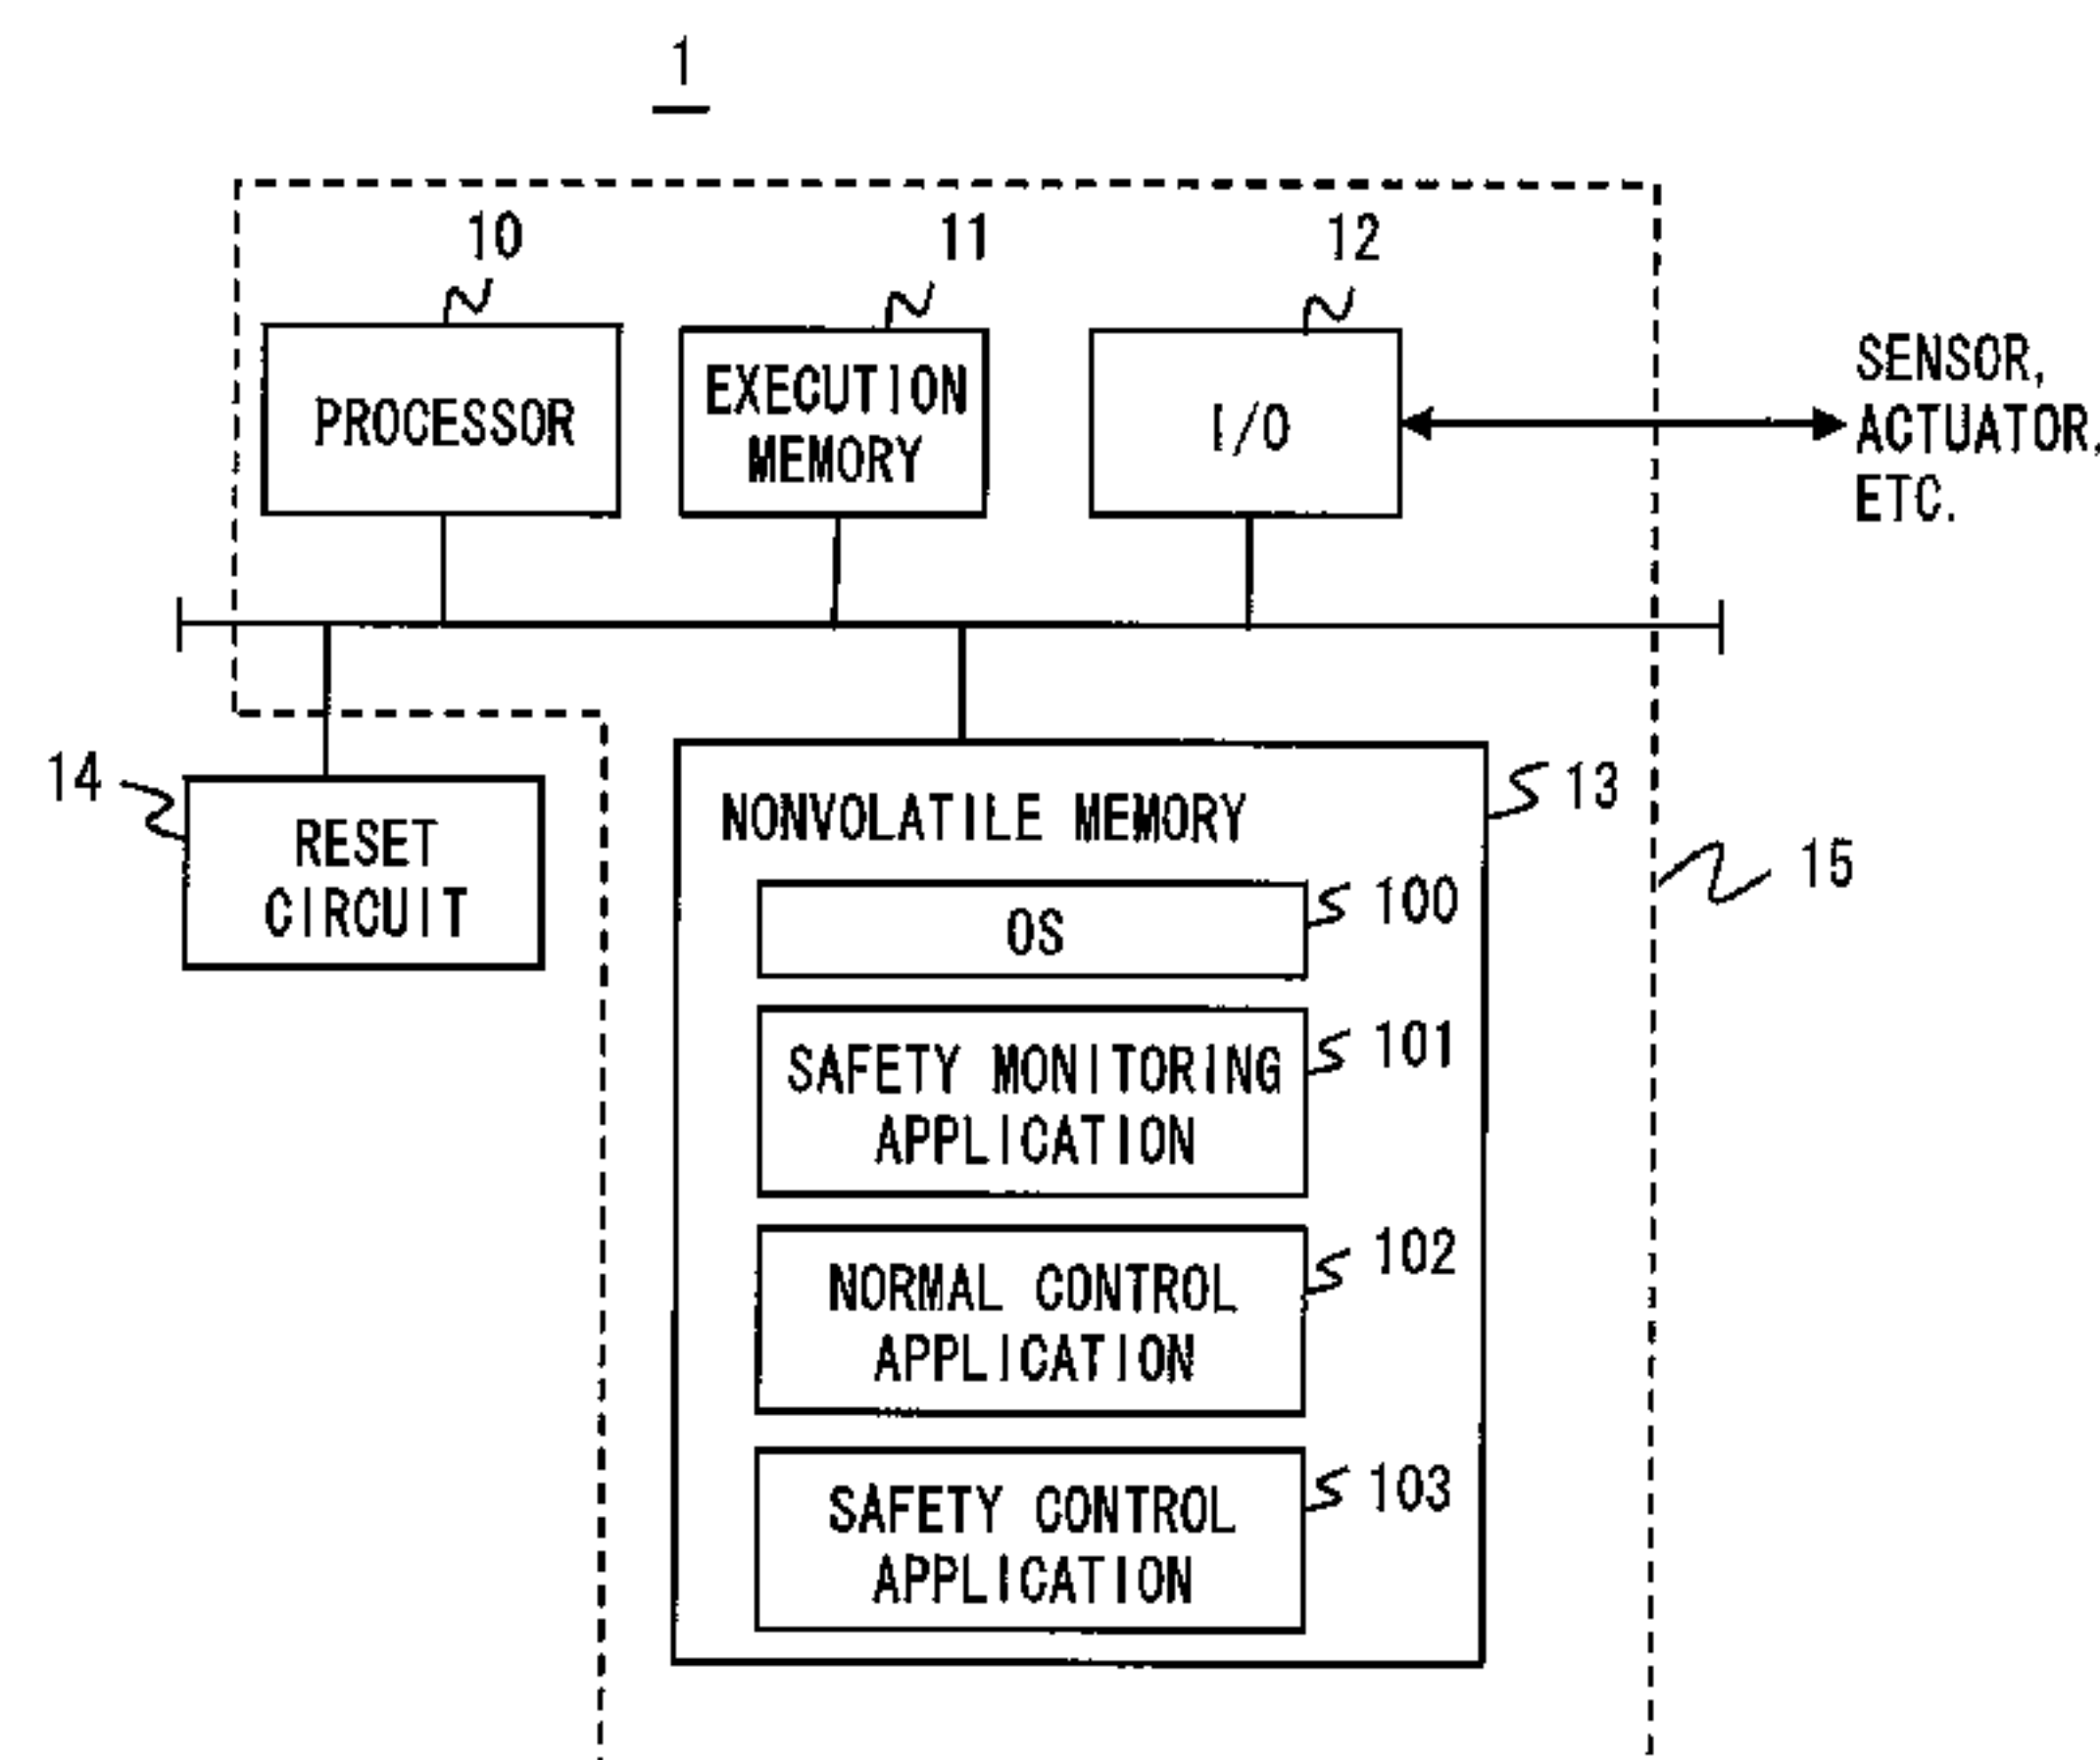 1
10
11
12
PROCESSOR
EXECUTION
MEMORY
I/O
SENSOR,
ACTUATOR,
ETC.
14
RESET
CIRCUIT
NONVOLATILE MEMORY
13
15
OS
100
SAFETY MONITORING
APPLICATION
101
NORMAL CONTROL
APPLICATION
102
SAFETY CONTROL
APPLICATION
103